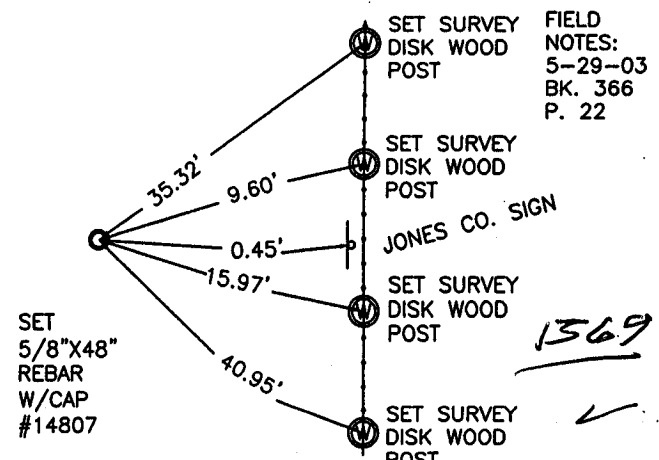 SET SURVEY
DISK WOOD
POST
FIELD
NOTES:
5-29-03
BK. 366
P. 22
35.32'
SET SURVEY
DISK WOOD
POST
9.60'
JONES CO. SIGN
0.45'
15.97'
SET SURVEY
DISK WOOD
POST
1569
SET
5/8"X48"
REBAR
W/CAP
#14807
40.95'
SET SURVEY
DISK WOOD
POST
W
W
W
W